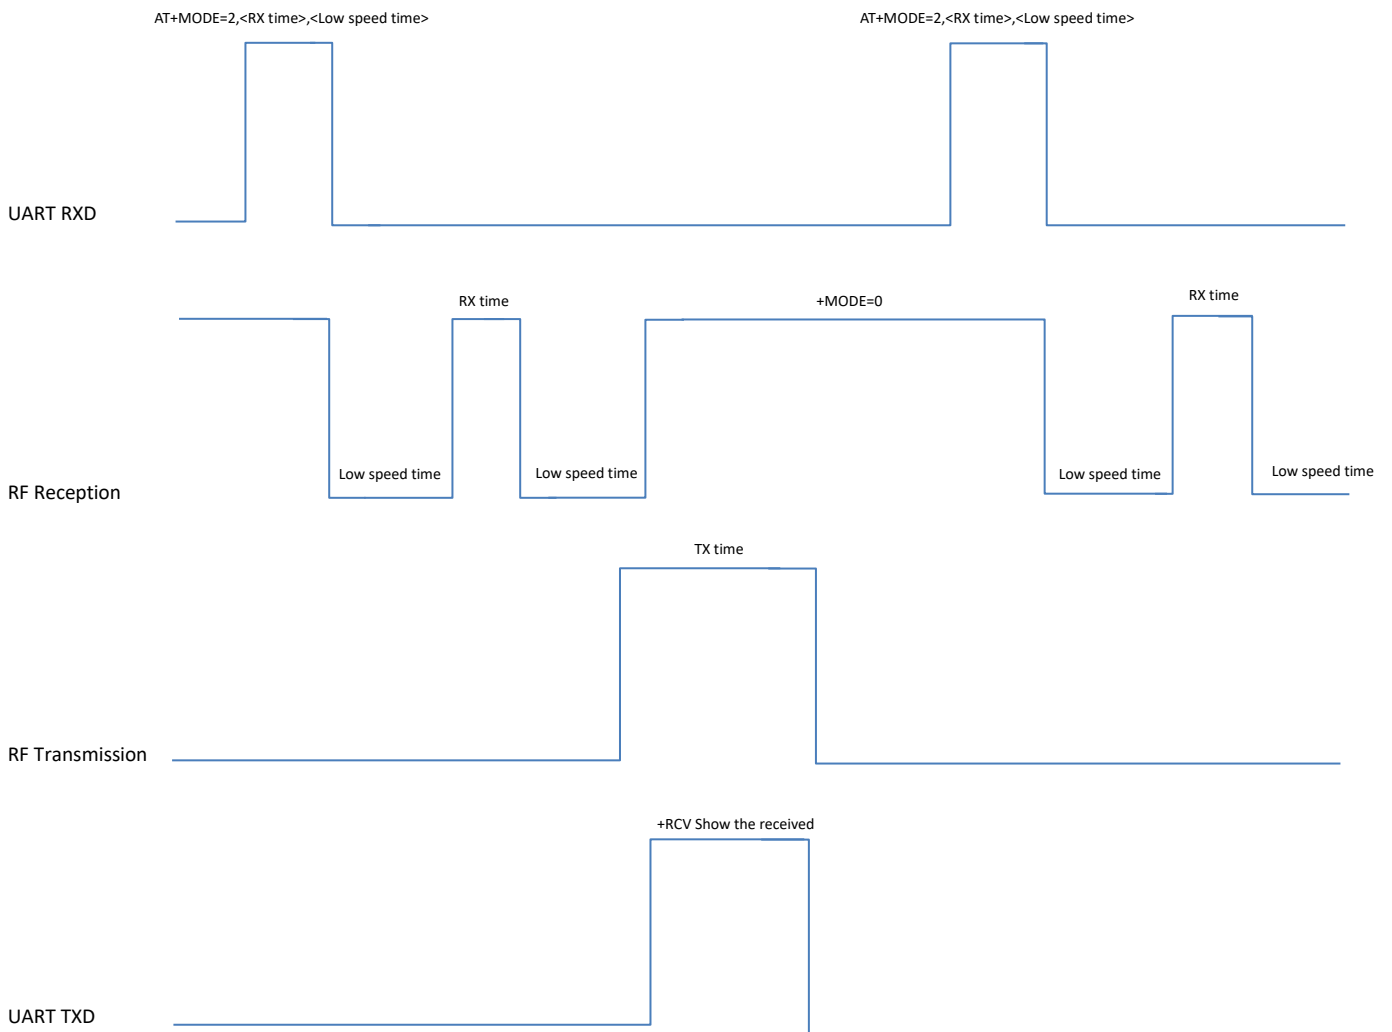 AT+MODE=2,<RX time>,<Low speed time>
AT+MODE=2,<RX time>,<Low speed time>
UART RXD
RX time
+MODE=0
RX time
Low speed time
Low speed time
Low speed time
Low speed time
RF Reception
TX time
RF Transmission
+RCV Show the received
UART TXD